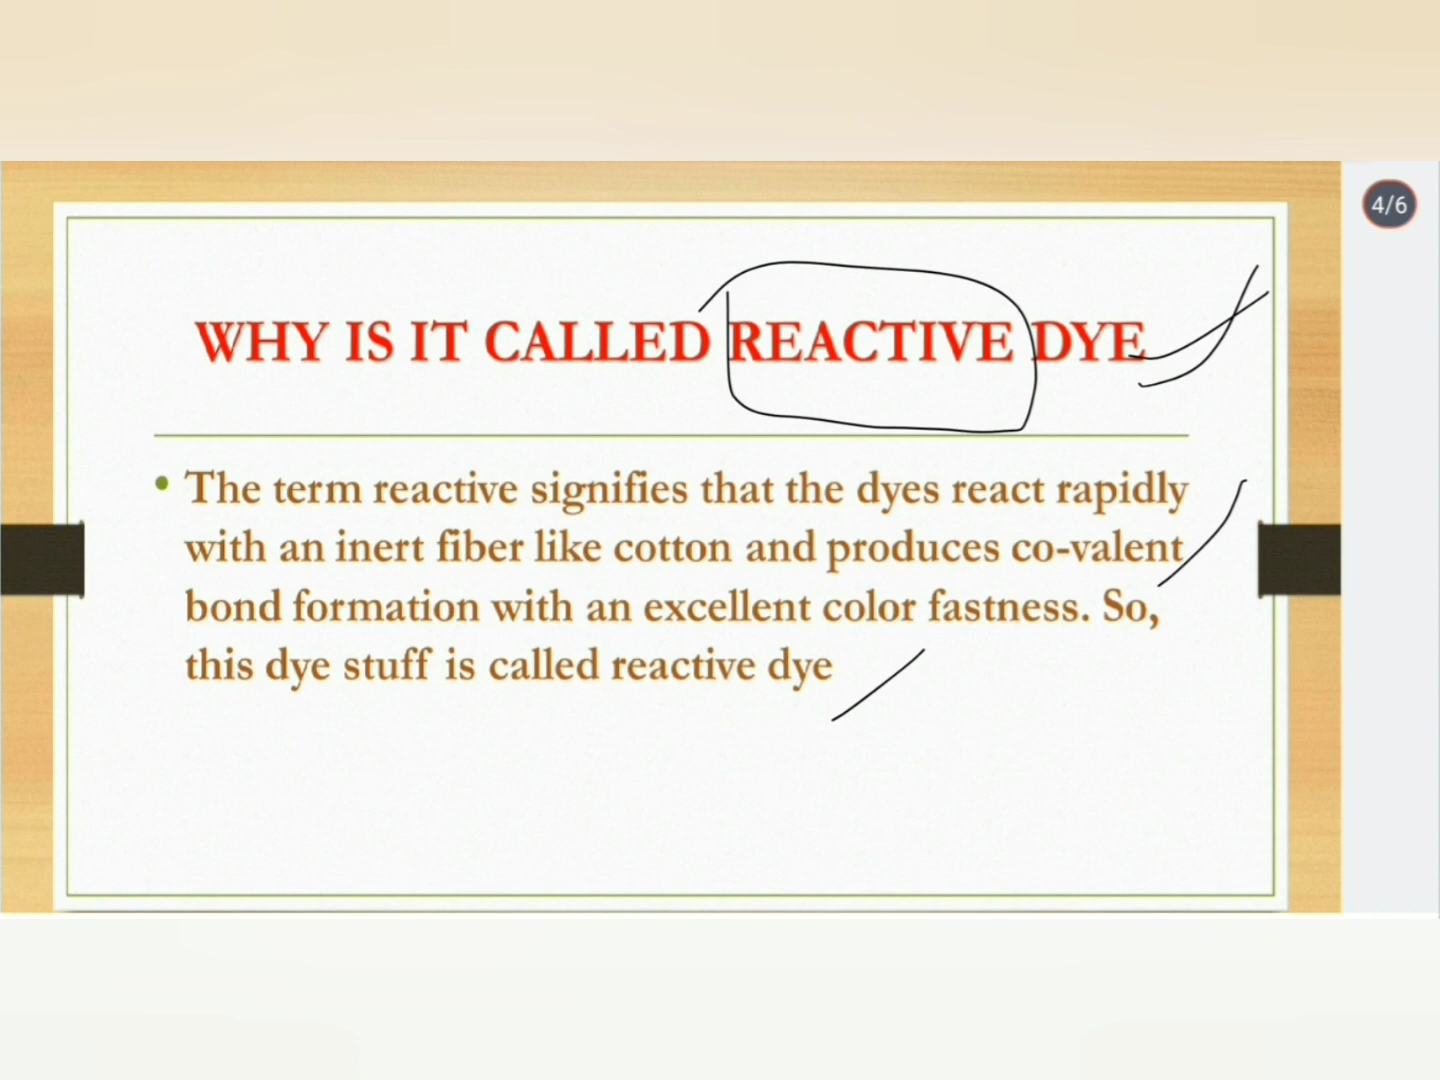 4/6
WHY IS IT CALLED REACTIVE DYE
• The term reactive signifies that the dyes react rapidly
with an inert fiber like cotton and produces co-valent
bond formation with an excellent color fastness. So,
this dye stuff is called reactive dye